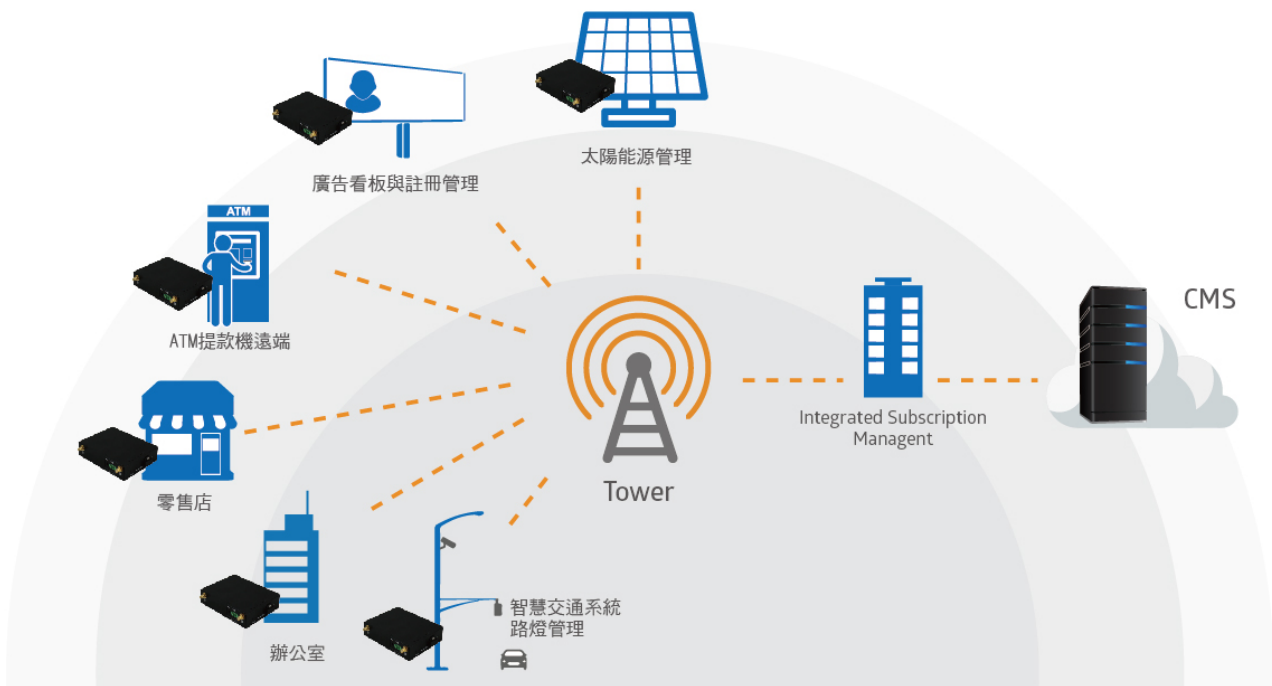 太陽能源管理
廣告看板與註冊管理
ATM
ATM提款機遠端
CMS
Integrated Subscription
Managent
零售店
Tower
智慧交通系統
路燈管理
辦公室